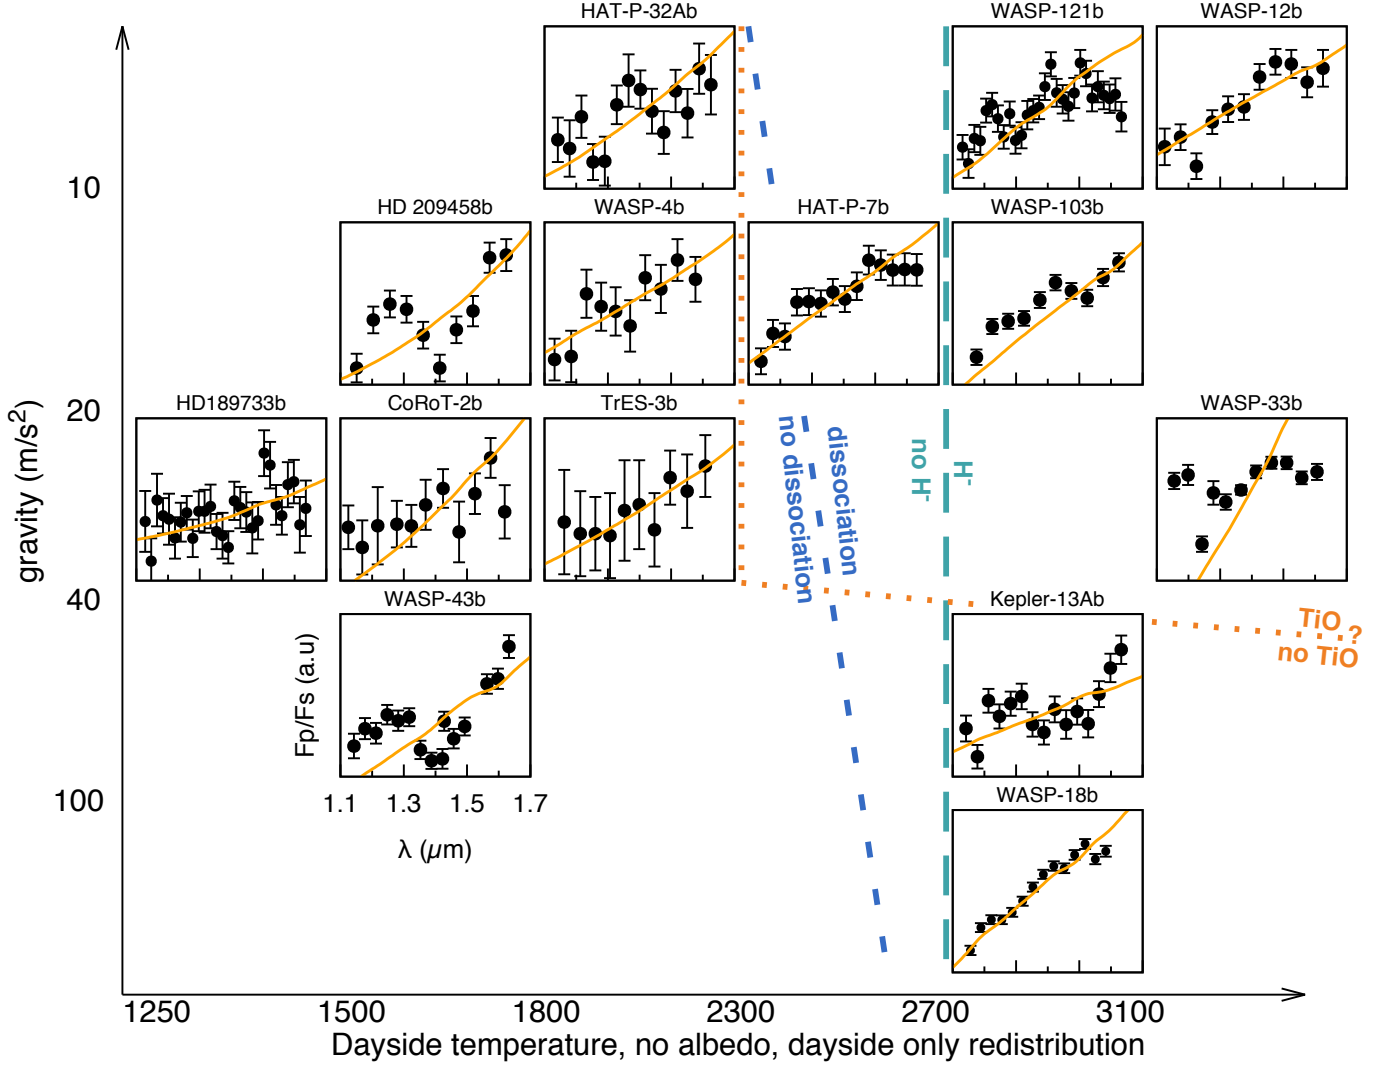 HAT-P-32Ab
WASP-121b
WASP-12b
10
HD 209458b
WASP-4b
HAT-P-7b
WASP-103b
20
HD189733b
CoRoT-2b
TrES-3b
WASP-33b
no dissociation
dissociation
no H⁻
H⁻
gravity (m/s²)
40
WASP-43b
Kepler-13Ab
TiO ?
no TiO
Fp/Fs (a.u)
1.1 1.3 1.5 1.7
λ (µm)
100
WASP-18b
1250 1500 1800 2300 2700 3100
Dayside temperature, no albedo, dayside only redistribution